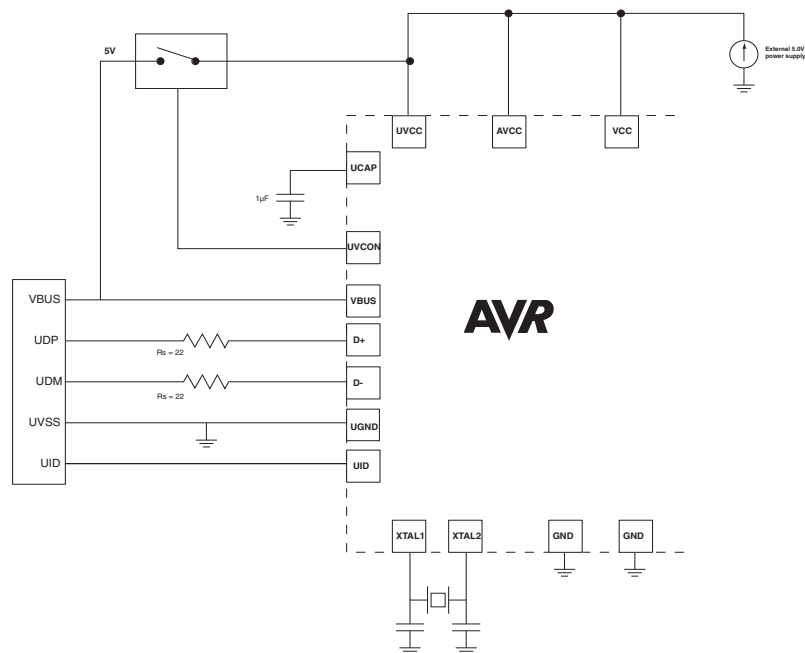 5V
External 5.0V
power supply
UVCC
AVCC
VCC
UCAP
1µF
UVCON
VBUS
VBUS
UDP
Rs = 22
D+
UDM
Rs = 22
D-
UVSS
UGND
UID
UID
AVR
XTAL1
XTAL2
GND
GND